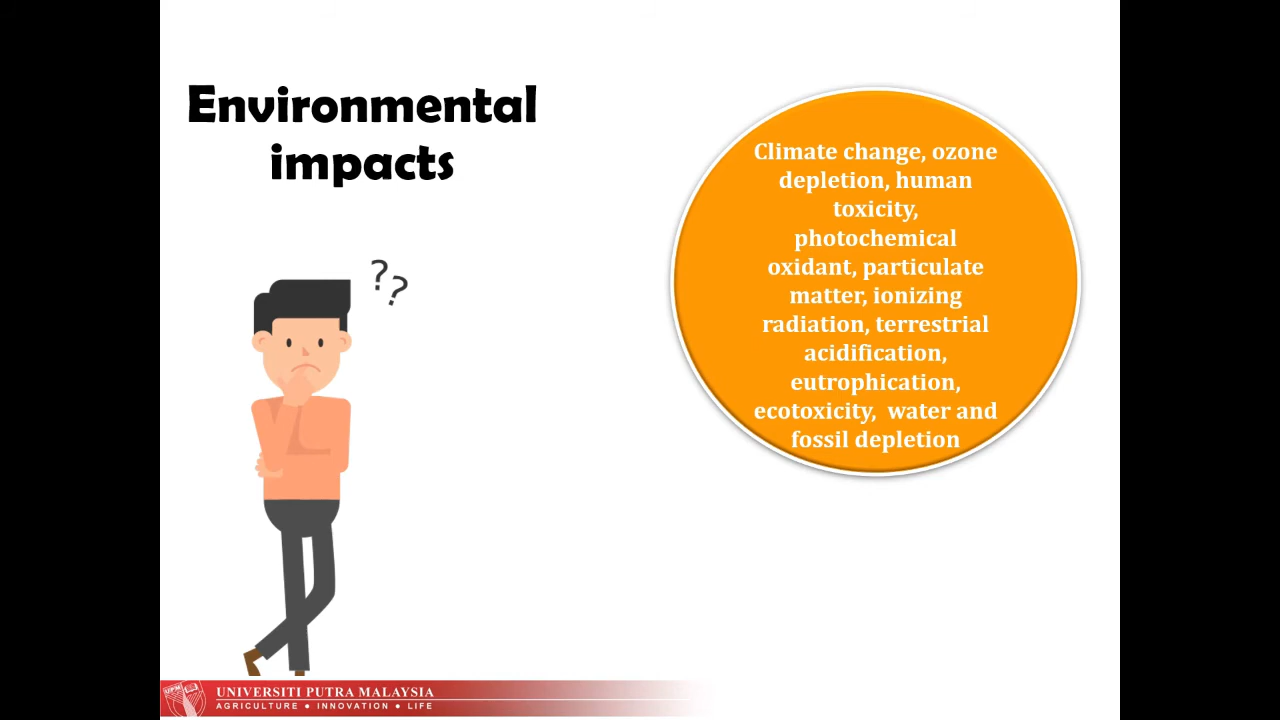 Environmental
impacts
??
Climate change, ozone
depletion, human
toxicity,
photochemical
oxidant, particulate
matter, ionizing
radiation, terrestrial
acidification,
eutrophication,
ecotoxicity, water and
fossil depletion
UPM
UNIVERSITI PUTRA MALAYSIA
AGRICULTURE • INNOVATION • LIFE